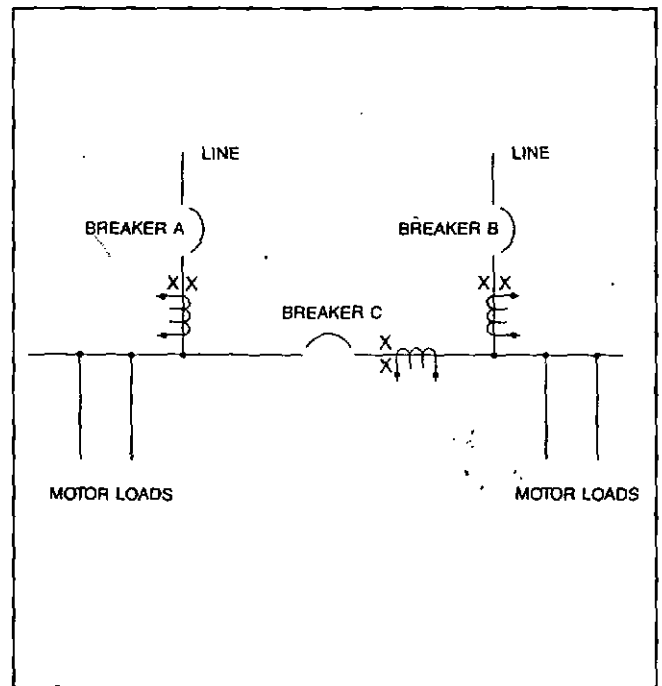 LINE
LINE
BREAKER A
BREAKER B
X X
X X
BREAKER C
X
X
MOTOR LOADS
MOTOR LOADS